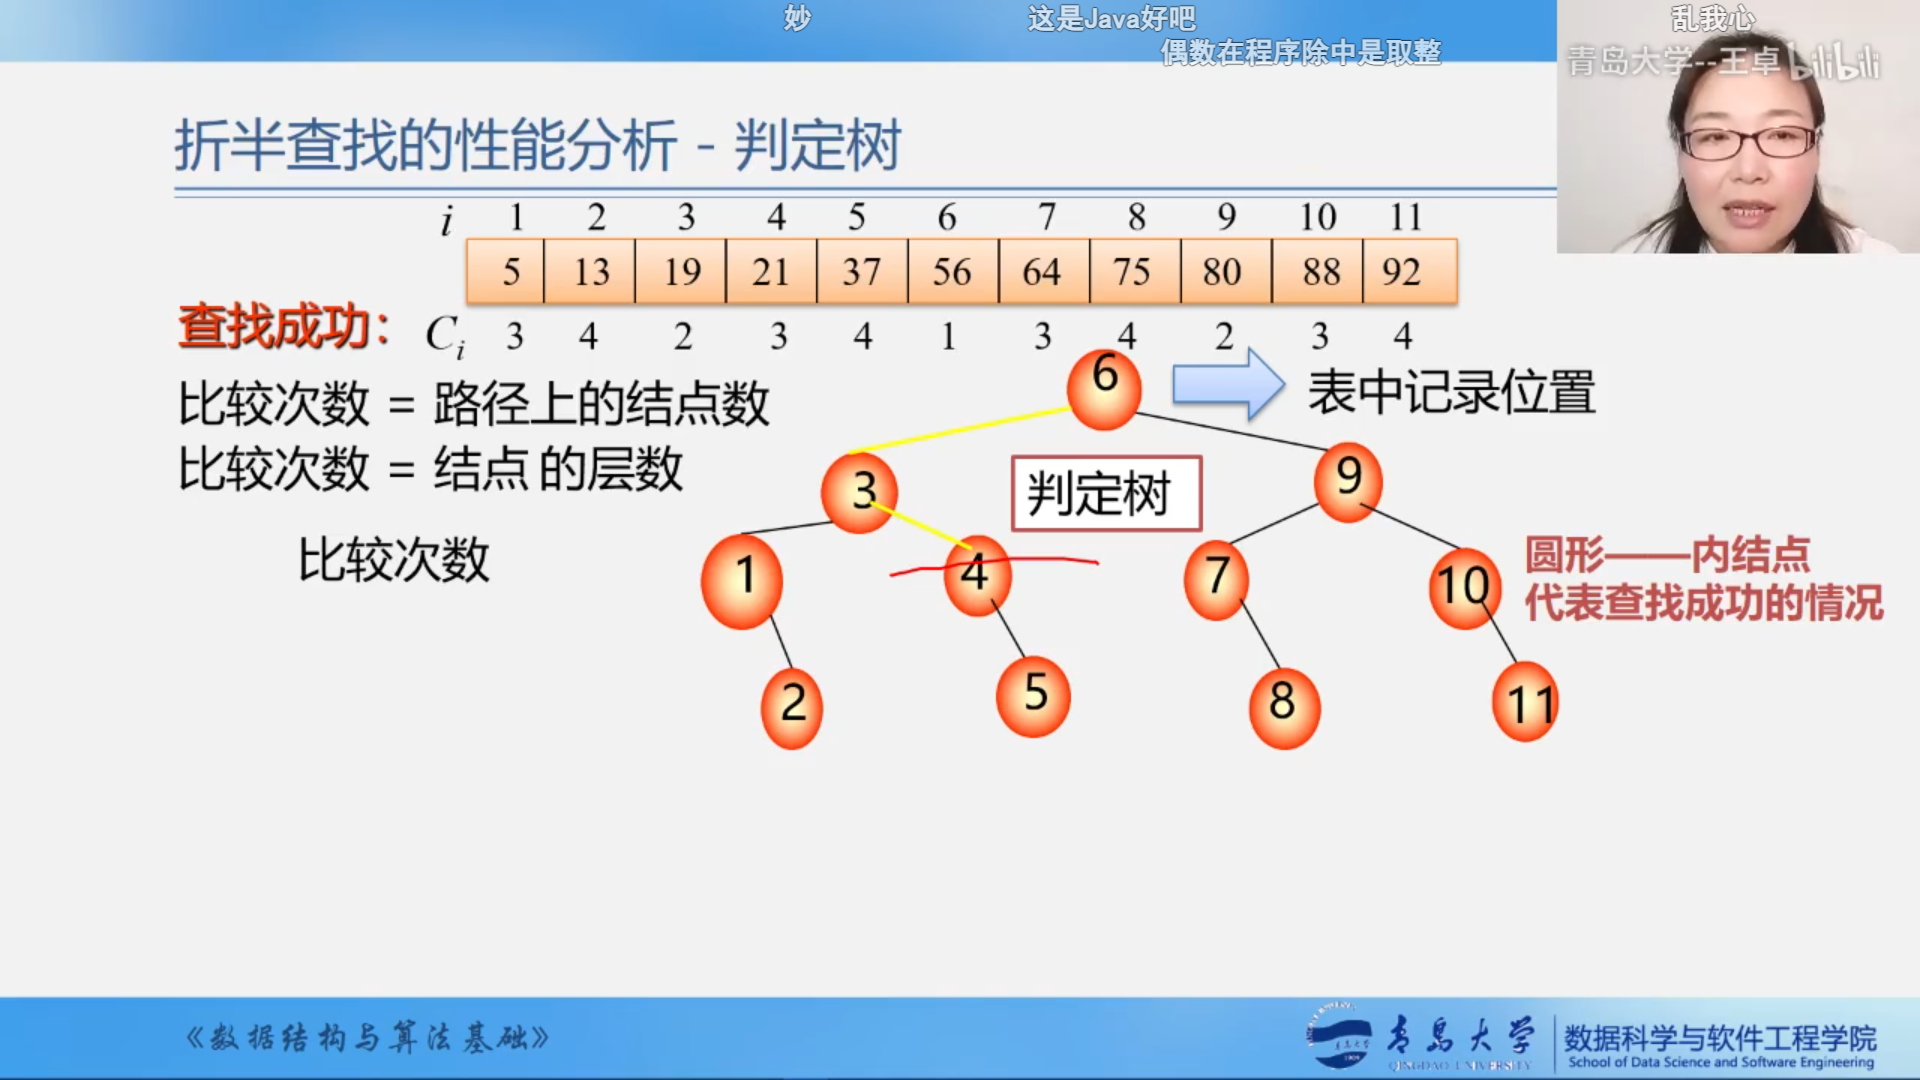 妙
这是Java好吧
乱我心
偶数在程序除中是取整
青岛大学--王卓 bilibili
折半查找的性能分析 - 判定树
i 1 2 3 4 5 6 7 8 9 10 11
5 13 19 21 37 56 64 75 80 88 92
查找成功：
Ci 3 4 2 3 4 1 3 4 2 3 4
比较次数 = 路径上的结点数
比较次数 = 结点 的层数
比较次数
6
表中记录位置
3
9
判定树
1
4
7
10
圆形——内结点
代表查找成功的情况
2
5
8
11
《数据结构与算法基础》
青岛大学
QINGDAO UNIVERSITY
数据科学与软件工程学院
School of Data Science and Software Engineering